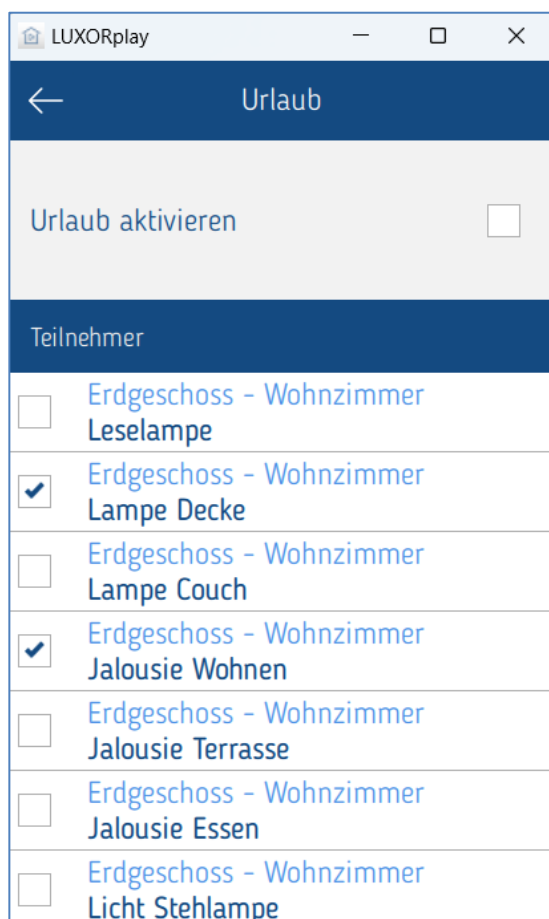 LUXORplay
Urlaub
Urlaub aktivieren
Teilnehmer
Erdgeschoss - Wohnzimmer
Leselampe
Erdgeschoss - Wohnzimmer
Lampe Decke
Erdgeschoss - Wohnzimmer
Lampe Couch
Erdgeschoss - Wohnzimmer
Jalousie Wohnen
Erdgeschoss - Wohnzimmer
Jalousie Terrasse
Erdgeschoss - Wohnzimmer
Jalousie Essen
Erdgeschoss - Wohnzimmer
Licht Stehlampe